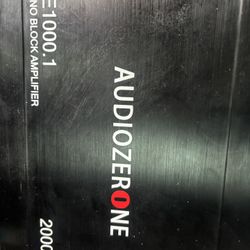 E1000.1
NO BLOCK AMPLIFIER
AUDIOZERONE
2000